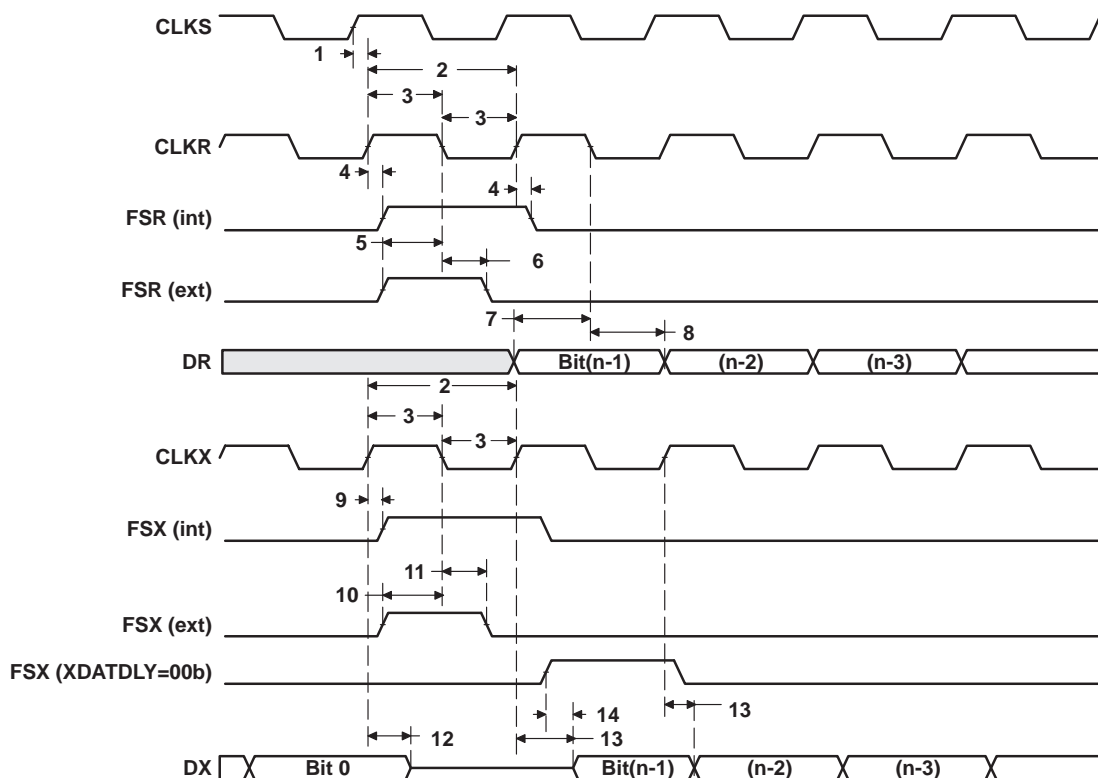 CLKS
1
2
3
3
CLKR
4
4
FSR (int)
5
6
FSR (ext)
7
8
DR
Bit(n-1)
(n-2)
(n-3)
2
3
3
CLKX
9
FSX (int)
11
10
FSX (ext)
FSX (XDATDLY=00b)
14
13
12
13
DX
Bit 0
Bit(n-1)
(n-2)
(n-3)